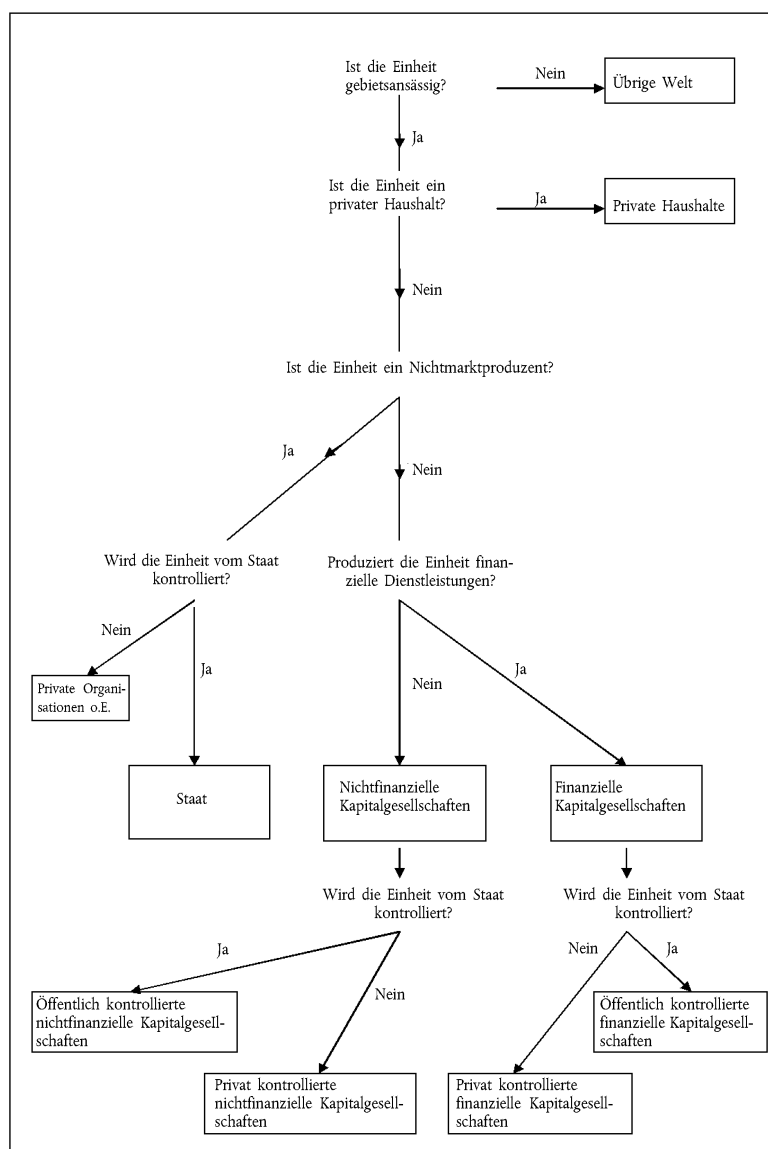 Ist die Einheit
gebietsansässig?
Nein
Übrige Welt
Ja
Ist die Einheit ein
privater Haushalt?
Ja
Private Haushalte
Nein
Ist die Einheit ein Nichtmarktproduzent?
Ja
Nein
Wird die Einheit vom Staat
kontrolliert?
Produziert die Einheit finan-
zielle Dienstleistungen?
Nein
Ja
Nein
Ja
Private Organi-
sationen o.E.
Staat
Nichtfinanzielle
Kapitalgesellschaften
Finanzielle
Kapitalgesellschaften
Wird die Einheit vom Staat
kontrolliert?
Wird die Einheit vom Staat
kontrolliert?
Ja
Nein
Nein
Ja
Öffentlich kontrollierte
nichtfinanzielle Kapitalgesell-
schaften
Öffentlich kontrollierte
finanzielle Kapitalgesell-
schaften
Privat kontrollierte
nichtfinanzielle Kapitalgesell-
schaften
Privat kontrollierte
finanzielle Kapitalgesell-
schaften